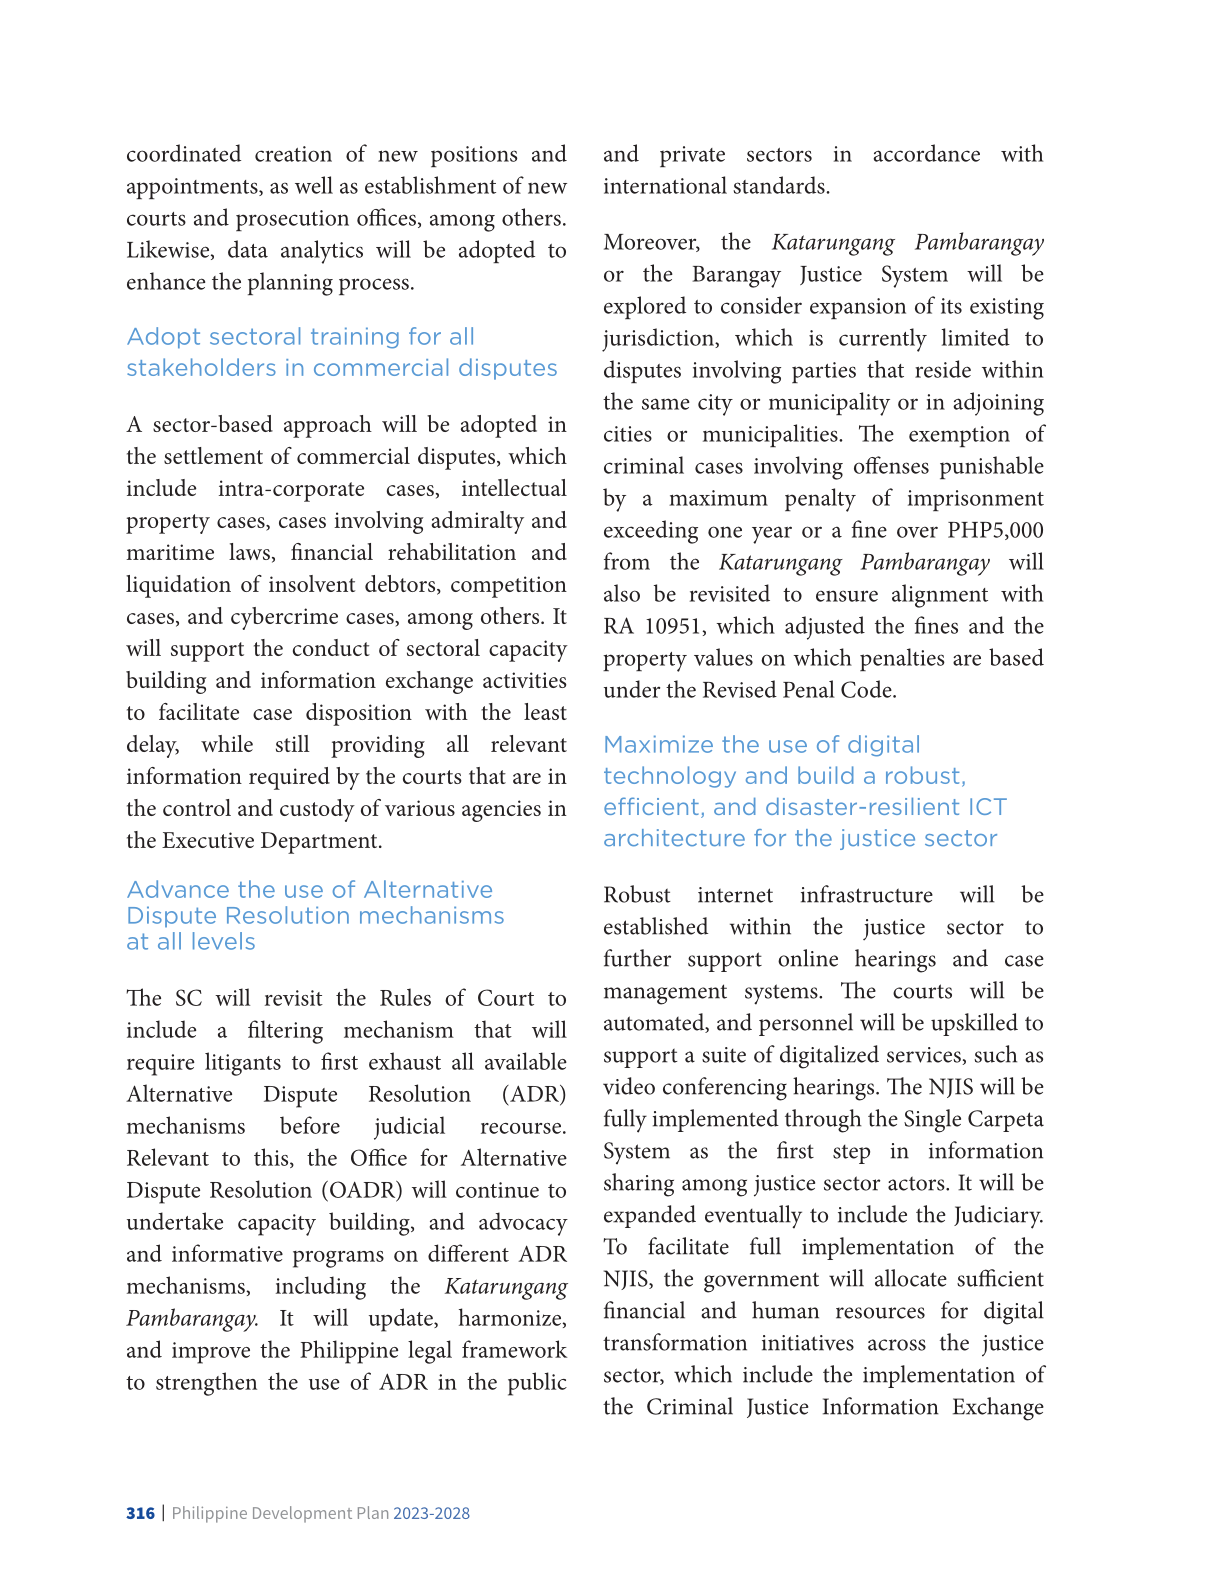 coordinated creation of new positions and
appointments, as well as establishment of new
courts and prosecution offices, among others.
Likewise, data analytics will be adopted to
enhance the planning process.
Adopt sectoral training for all
stakeholders in commercial disputes
A sector-based approach will be adopted in
the settlement of commercial disputes, which
include intra-corporate cases, intellectual
property cases, cases involving admiralty and
maritime laws, financial rehabilitation and
liquidation of insolvent debtors, competition
cases, and cybercrime cases, among others. It
will support the conduct of sectoral capacity
building and information exchange activities
to facilitate case disposition with the least
delay, while still providing all relevant
information required by the courts that are in
the control and custody of various agencies in
the Executive Department.
Advance the use of Alternative
Dispute Resolution mechanisms
at all levels
The SC will revisit the Rules of Court to
include a filtering mechanism that will
require litigants to first exhaust all available
Alternative Dispute Resolution (ADR)
mechanisms before judicial recourse.
Relevant to this, the Office for Alternative
Dispute Resolution (OADR) will continue to
undertake capacity building, and advocacy
and informative programs on different ADR
mechanisms, including the Katarungang
Pambarangay. It will update, harmonize,
and improve the Philippine legal framework
to strengthen the use of ADR in the public
and private sectors in accordance with
international standards.
Moreover, the Katarungang Pambarangay
or the Barangay Justice System will be
explored to consider expansion of its existing
jurisdiction, which is currently limited to
disputes involving parties that reside within
the same city or municipality or in adjoining
cities or municipalities. The exemption of
criminal cases involving offenses punishable
by a maximum penalty of imprisonment
exceeding one year or a fine over PHP5,000
from the Katarungang Pambarangay will
also be revisited to ensure alignment with
RA 10951, which adjusted the fines and the
property values on which penalties are based
under the Revised Penal Code.
Maximize the use of digital
technology and build a robust,
efficient, and disaster-resilient ICT
architecture for the justice sector
Robust internet infrastructure will be
established within the justice sector to
further support online hearings and case
management systems. The courts will be
automated, and personnel will be upskilled to
support a suite of digitalized services, such as
video conferencing hearings. The NJIS will be
fully implemented through the Single Carpeta
System as the first step in information
sharing among justice sector actors. It will be
expanded eventually to include the Judiciary.
To facilitate full implementation of the
NJIS, the government will allocate sufficient
financial and human resources for digital
transformation initiatives across the justice
sector, which include the implementation of
the Criminal Justice Information Exchange
316 | Philippine Development Plan 2023-2028